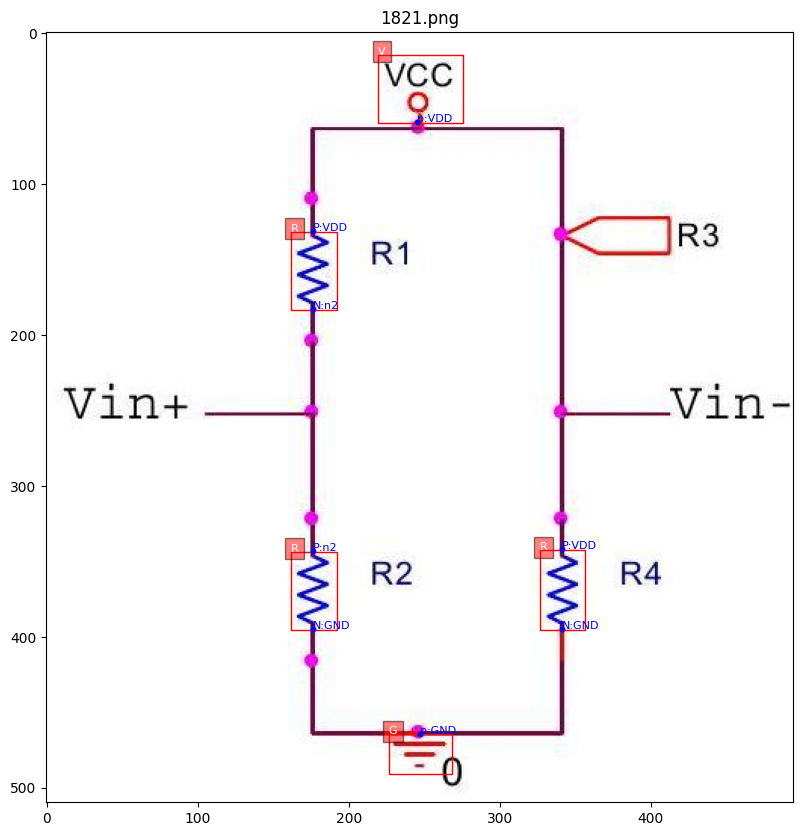 1821.png
V
VCC
p:VDD
R
P:VDD
R1
N:n2
R3
Vin+
Vin-
R
P:n2
R2
N:GND
R
P:VDD
R4
N:GND
G
p:GND
0
0
100
200
300
400
500
0
100
200
300
400